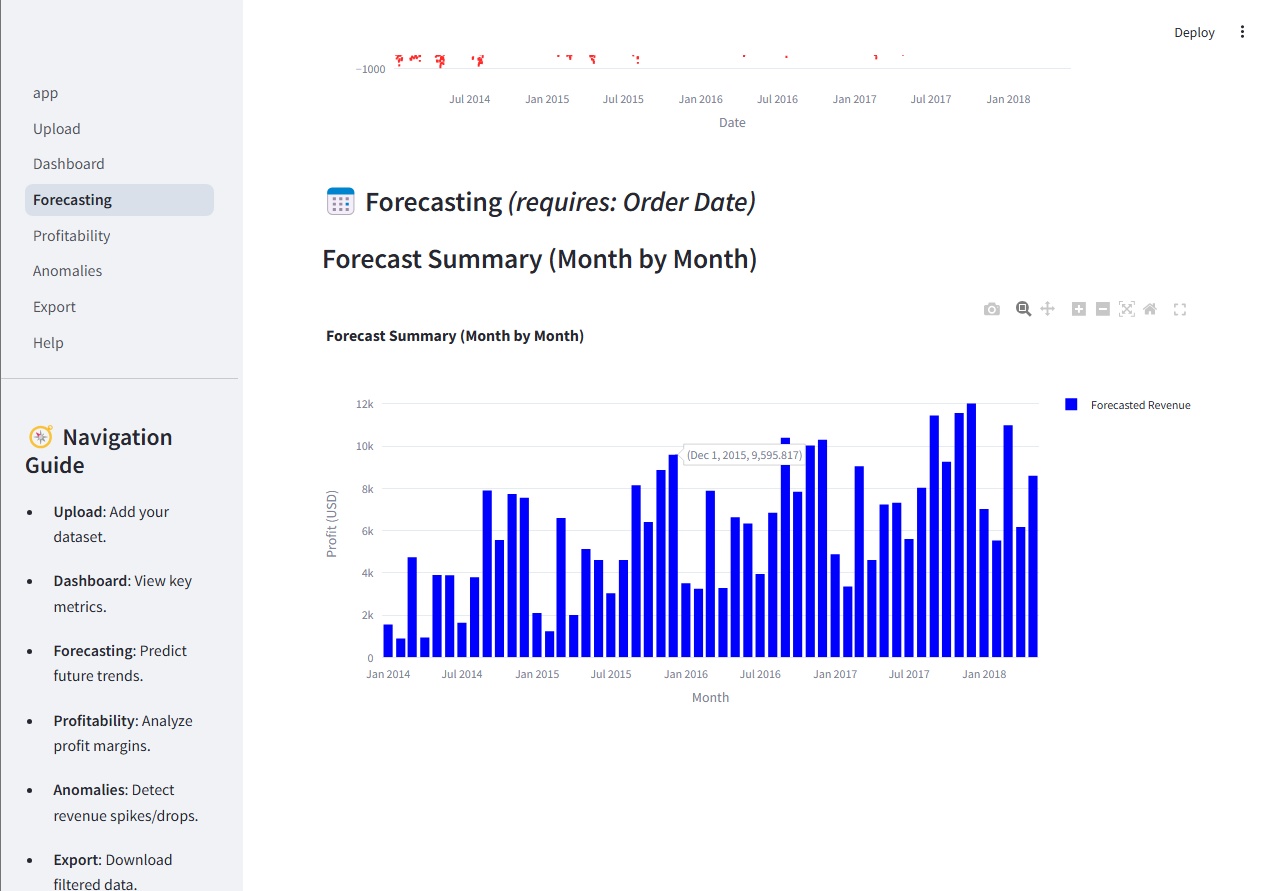 Deploy
app
Upload
Dashboard
Forecasting
Profitability
Anomalies
Export
Help
Navigation
Guide
Upload: Add your
dataset.
Dashboard: View key
metrics.
Forecasting: Predict
future trends.
Profitability: Analyze
profit margins.
Anomalies: Detect
revenue spikes/drops.
Export: Download
filtered data.
−1000
Jul 2014 Jan 2015 Jul 2015 Jan 2016 Jul 2016 Jan 2017 Jul 2017 Jan 2018
Date
Forecasting (requires: Order Date)
Forecast Summary (Month by Month)
Forecast Summary (Month by Month)
Forecasted Revenue
12k
10k
(Dec 1, 2015, 9,595.817)
8k
6k
4k
2k
0
Profit (USD)
Jan 2014 Jul 2014 Jan 2015 Jul 2015 Jan 2016 Jul 2016 Jan 2017 Jul 2017 Jan 2018
Month